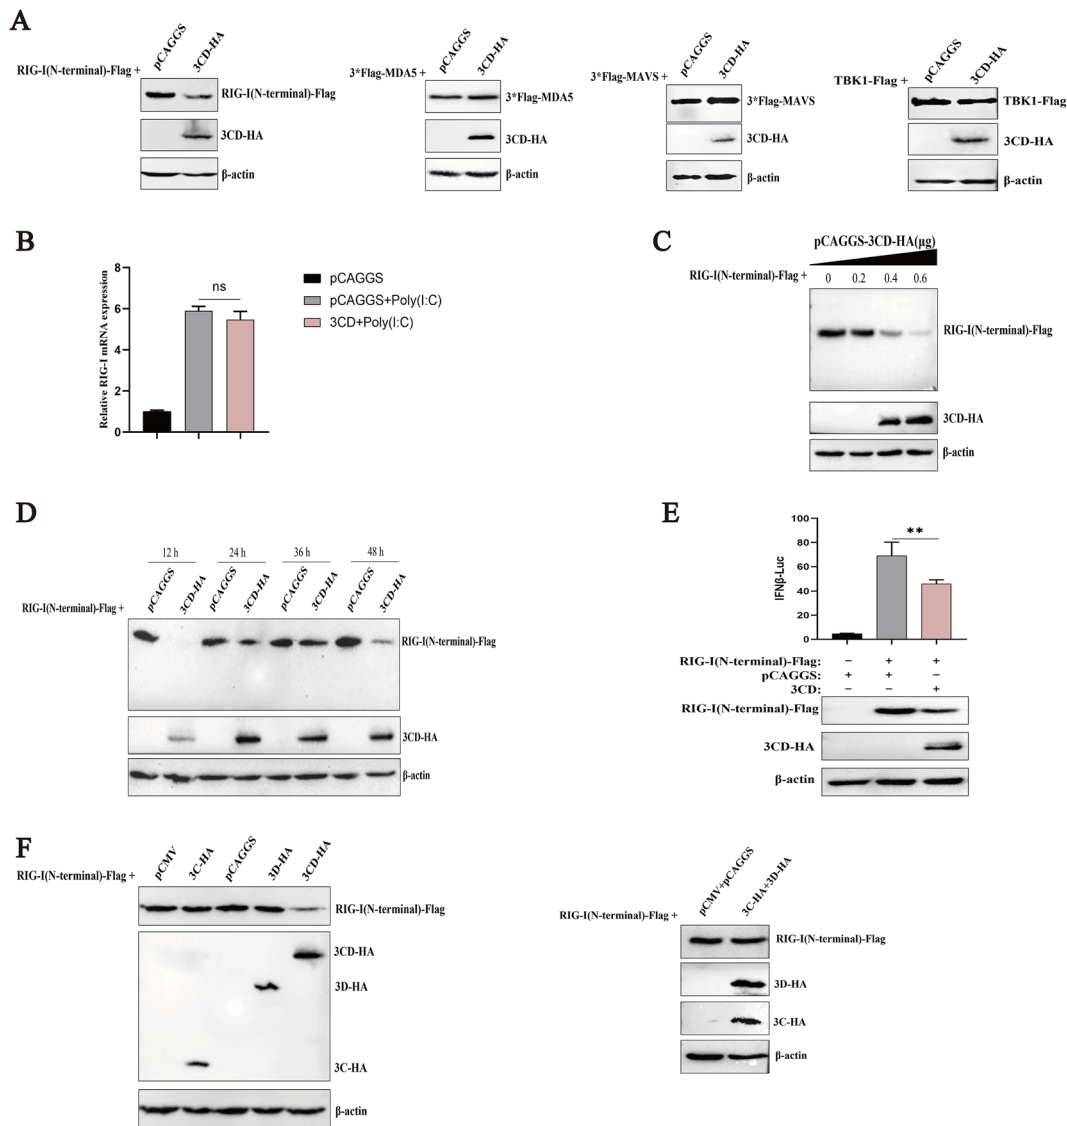 A
RIG-I(N-terminal)-Flag +
pCAGGS
3CD-HA
RIG-I(N-terminal)-Flag
3CD-HA
β-actin
3*Flag-MDA5 +
pCAGGS
3CD-HA
3*Flag-MDA5
3CD-HA
β-actin
3*Flag-MAVS +
pCAGGS
3CD-HA
3*Flag-MAVS
3CD-HA
β-actin
TBK1-Flag +
pCAGGS
3CD-HA
TBK1-Flag
3CD-HA
β-actin
B
Relative RIG-I mRNA expression
8
6
4
2
0
ns
pCAGGS
pCAGGS+Poly(I:C)
3CD+Poly(I:C)
C
pCAGGS-3CD-HA(μg)
RIG-I(N-terminal)-Flag + 0 0.2 0.4 0.6
RIG-I(N-terminal)-Flag
3CD-HA
β-actin
D
12 h 24 h 36 h 48 h
RIG-I(N-terminal)-Flag + pCAGGS 3CD-HA pCAGGS 3CD-HA pCAGGS 3CD-HA pCAGGS 3CD-HA
RIG-I(N-terminal)-Flag
3CD-HA
β-actin
E
IFNβ-Luc
100
80
60
40
20
0
**
RIG-I(N-terminal)-Flag: − + +
pCAGGS: + + −
3CD: − − +
RIG-I(N-terminal)-Flag
3CD-HA
β-actin
F
RIG-I(N-terminal)-Flag + pCMV 3C-HA pCAGGS 3D-HA 3CD-HA
RIG-I(N-terminal)-Flag
3CD-HA
3D-HA
3C-HA
β-actin
RIG-I(N-terminal)-Flag +
pCMV+pCAGGS
3C-HA+3D-HA
RIG-I(N-terminal)-Flag
3D-HA
3C-HA
β-actin